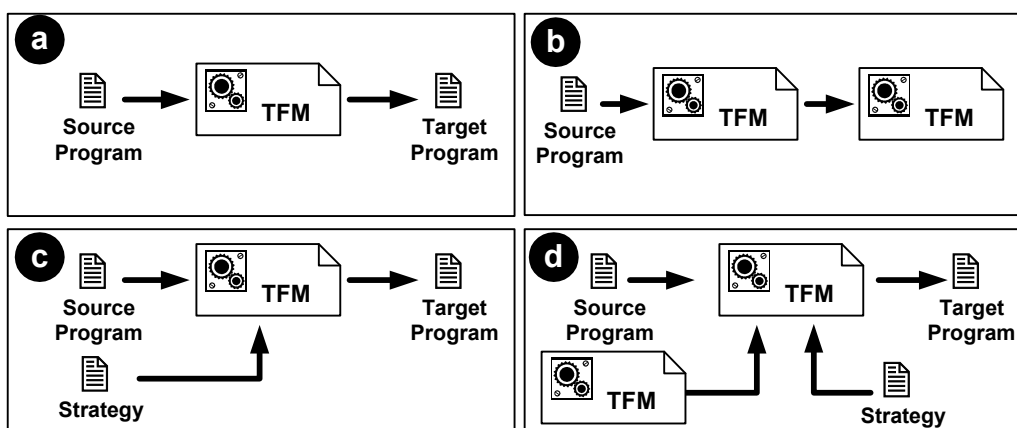 a
TFM
Source
Program
Target
Program
b
TFM
TFM
Source
Program
c
TFM
Source
Program
Target
Program
Strategy
d
TFM
Source
Program
Target
Program
TFM
Strategy